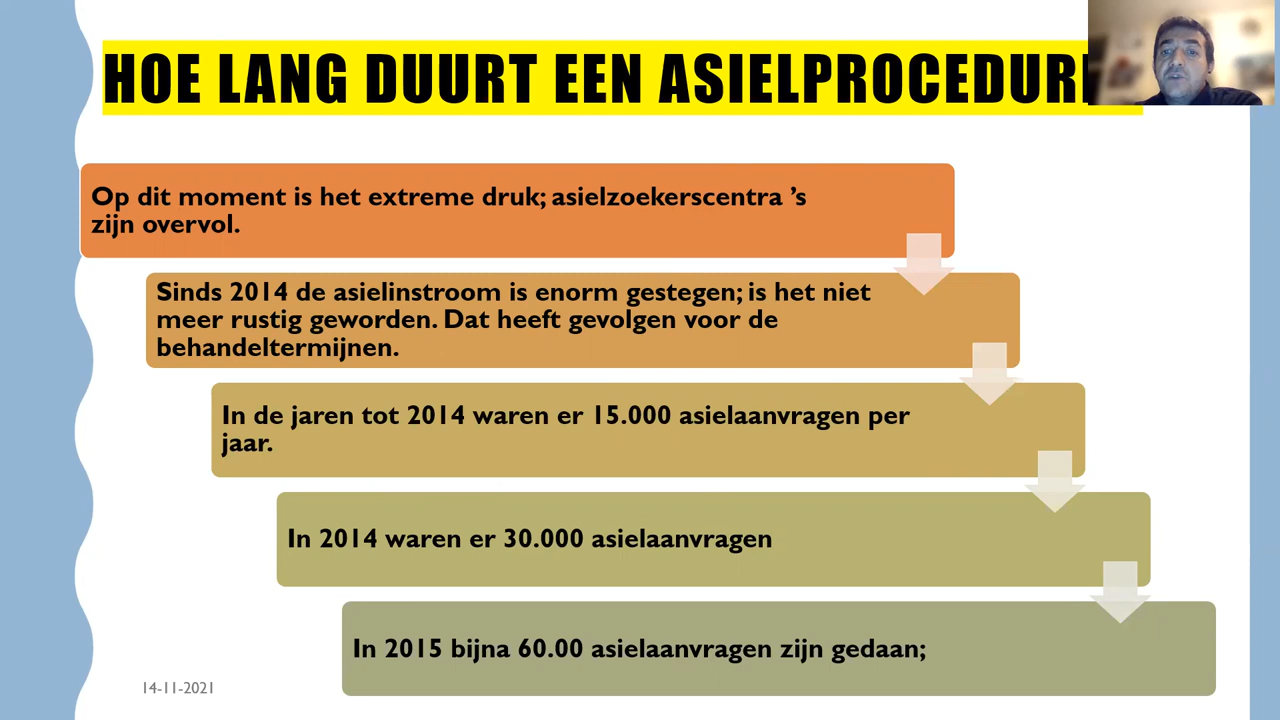 HOE LANG DUURT EEN ASIELPROCEDUR
Op dit moment is het extreme druk; asielzoekerscentra ’s
zijn overvol.
Sinds 2014 de asielinstroom is enorm gestegen; is het niet
meer rustig geworden. Dat heeft gevolgen voor de
behandeltermijnen.
In de jaren tot 2014 waren er 15.000 asielaanvragen per
jaar.
In 2014 waren er 30.000 asielaanvragen
In 2015 bijna 60.00 asielaanvragen zijn gedaan;
14-11-2021